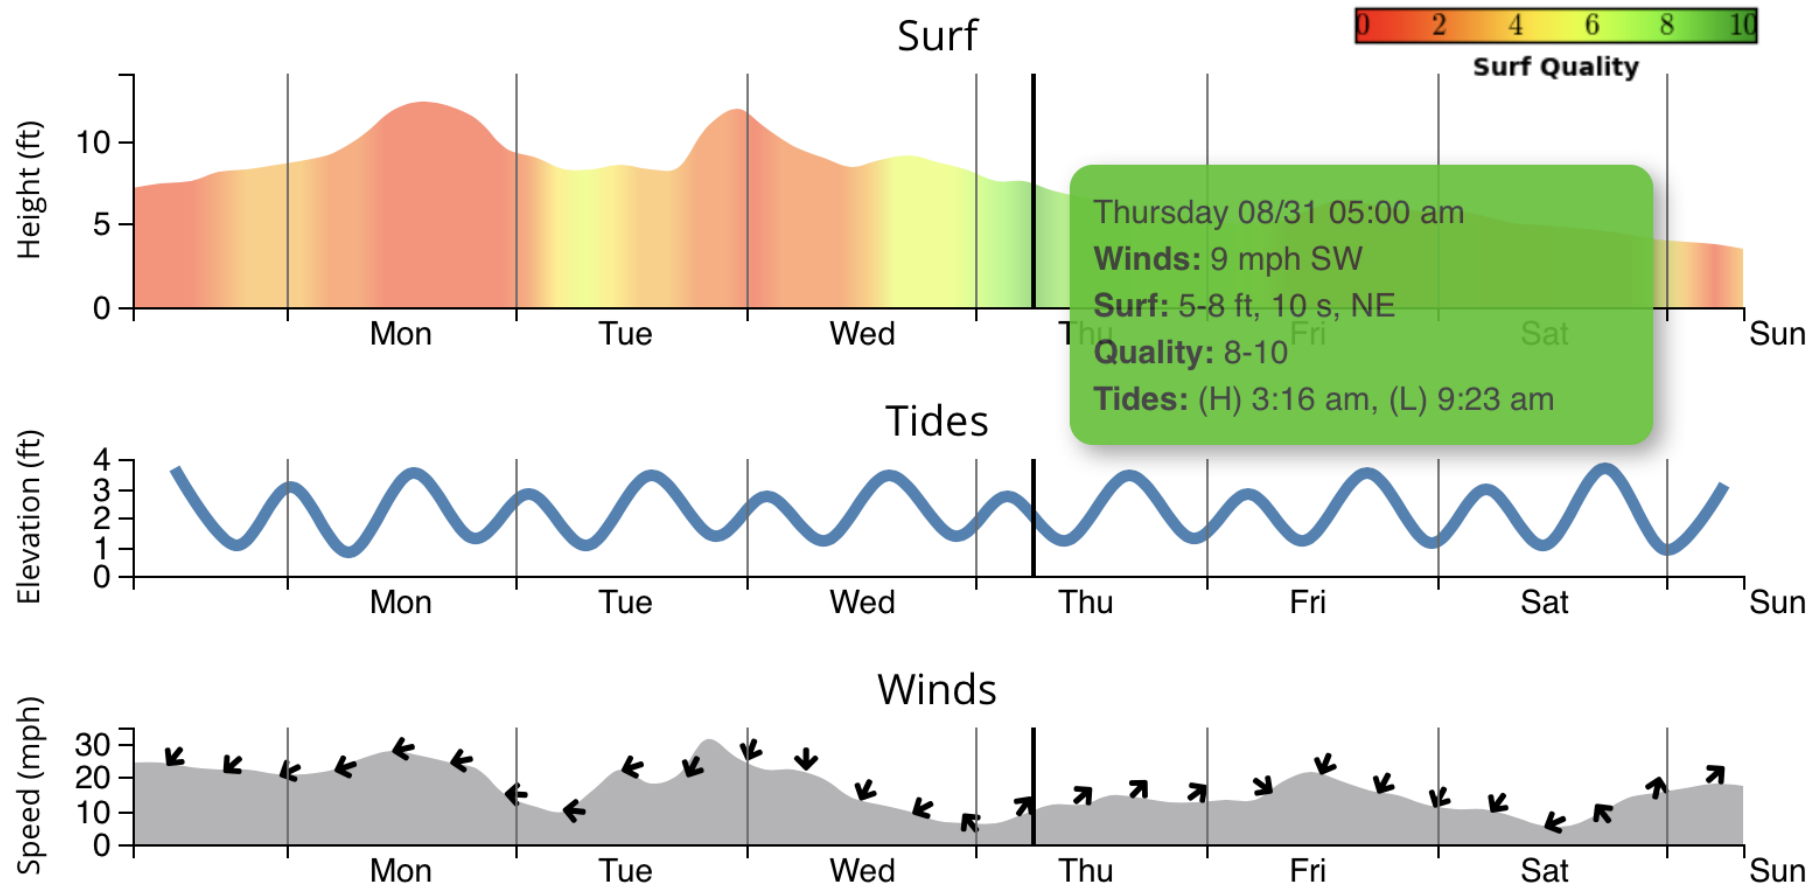 Surf
0 2 4 6 8 10
Surf Quality
Height (ft)
10
5
0
Mon Tue Wed Thu Fri Sat Sun
Thursday 08/31 05:00 am
Winds: 9 mph SW
Surf: 5-8 ft, 10 s, NE
Quality: 8-10
Tides: (H) 3:16 am, (L) 9:23 am
Tides
Elevation (ft)
4
3
2
1
0
Mon Tue Wed Thu Fri Sat Sun
Winds
Speed (mph)
30
20
10
0
Mon Tue Wed Thu Fri Sat Sun